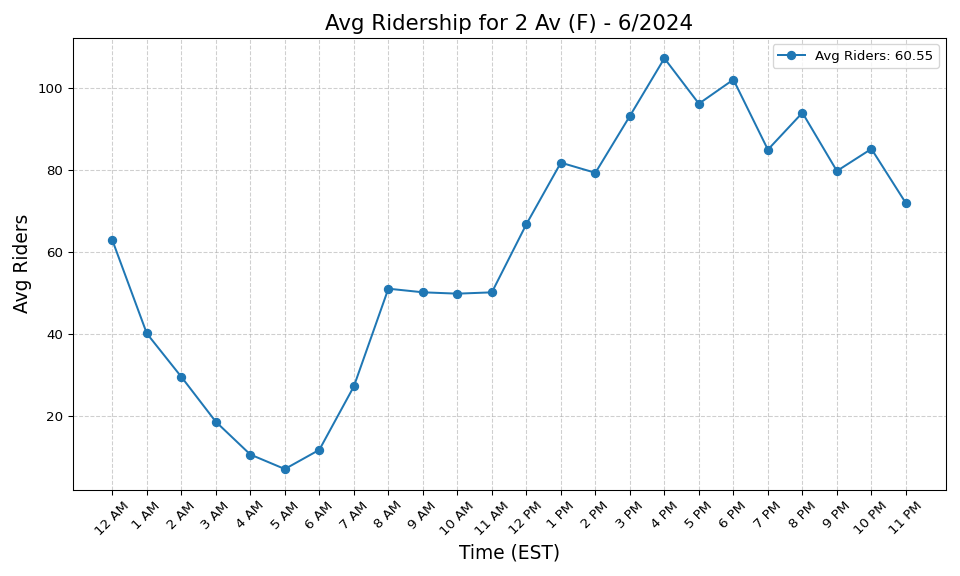 Avg Ridership for 2 Av (F) - 6/2024
Avg Riders: 60.55
Avg Riders
100
80
60
40
20
12 AM
1 AM
2 AM
3 AM
4 AM
5 AM
6 AM
7 AM
8 AM
9 AM
10 AM
11 AM
12 PM
1 PM
2 PM
3 PM
4 PM
5 PM
6 PM
7 PM
8 PM
9 PM
10 PM
11 PM
Time (EST)